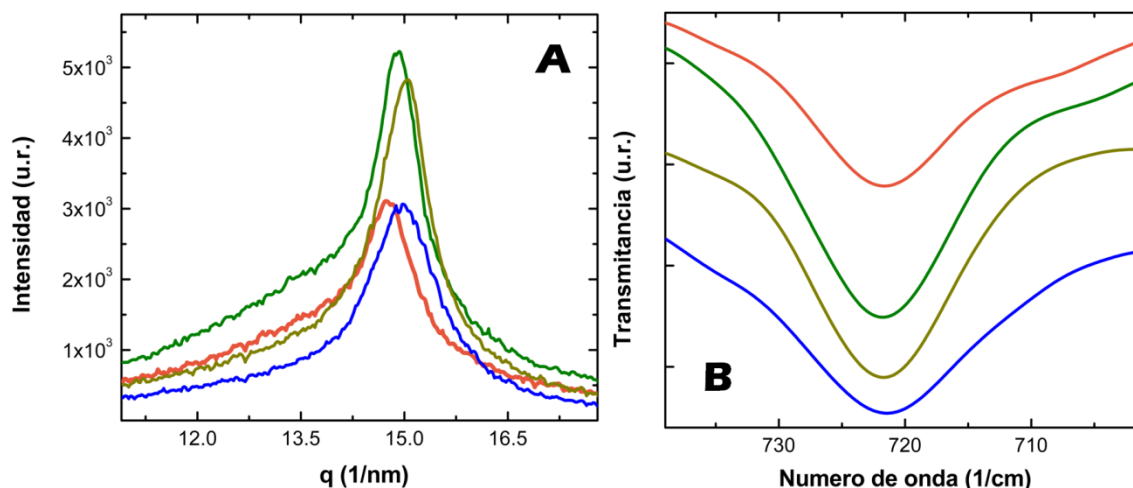 A
Intensidad (u.r.)
5x10³
4x10³
3x10³
2x10³
1x10³
12.0 13.5 15.0 16.5
q (1/nm)
B
Transmitancia (u.r.)
730 720 710
Numero de onda (1/cm)